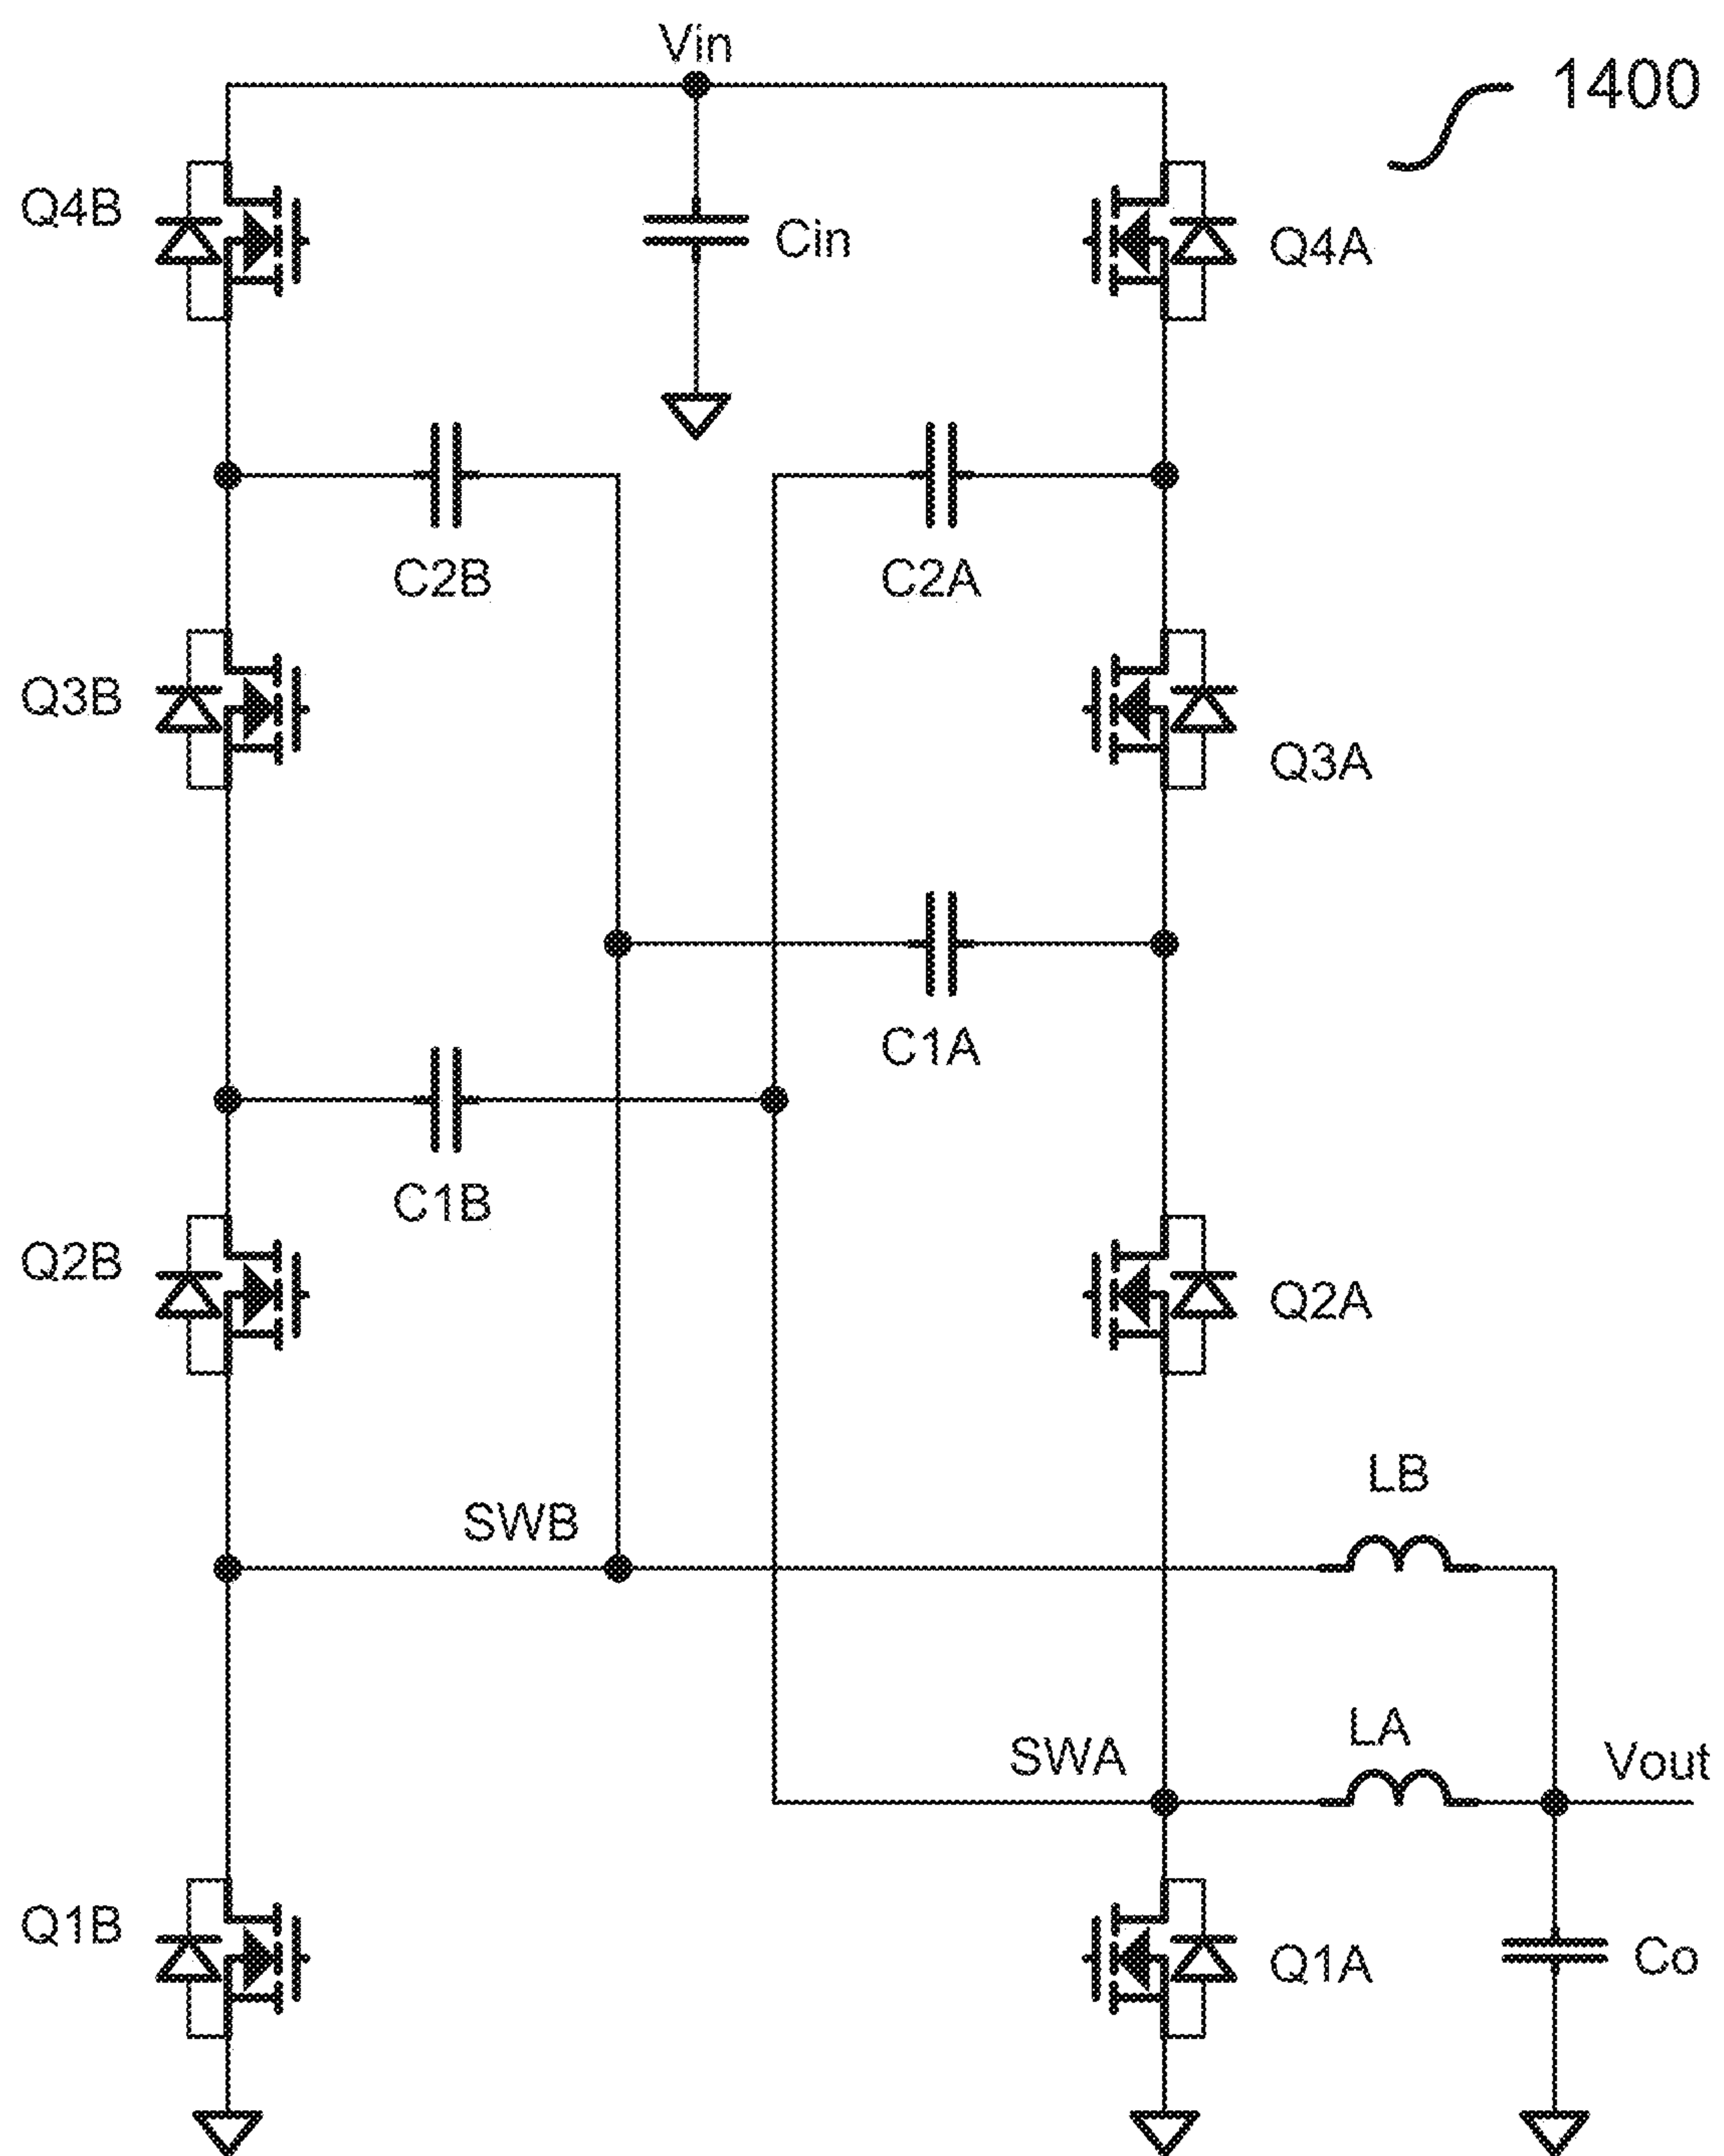 Vin
1400
Q4B
Cin
Q4A
C2B
C2A
Q3B
Q3A
C1A
C1B
Q2B
Q2A
LB
SWB
LA
SWA
Vout
Q1B
Q1A
Co